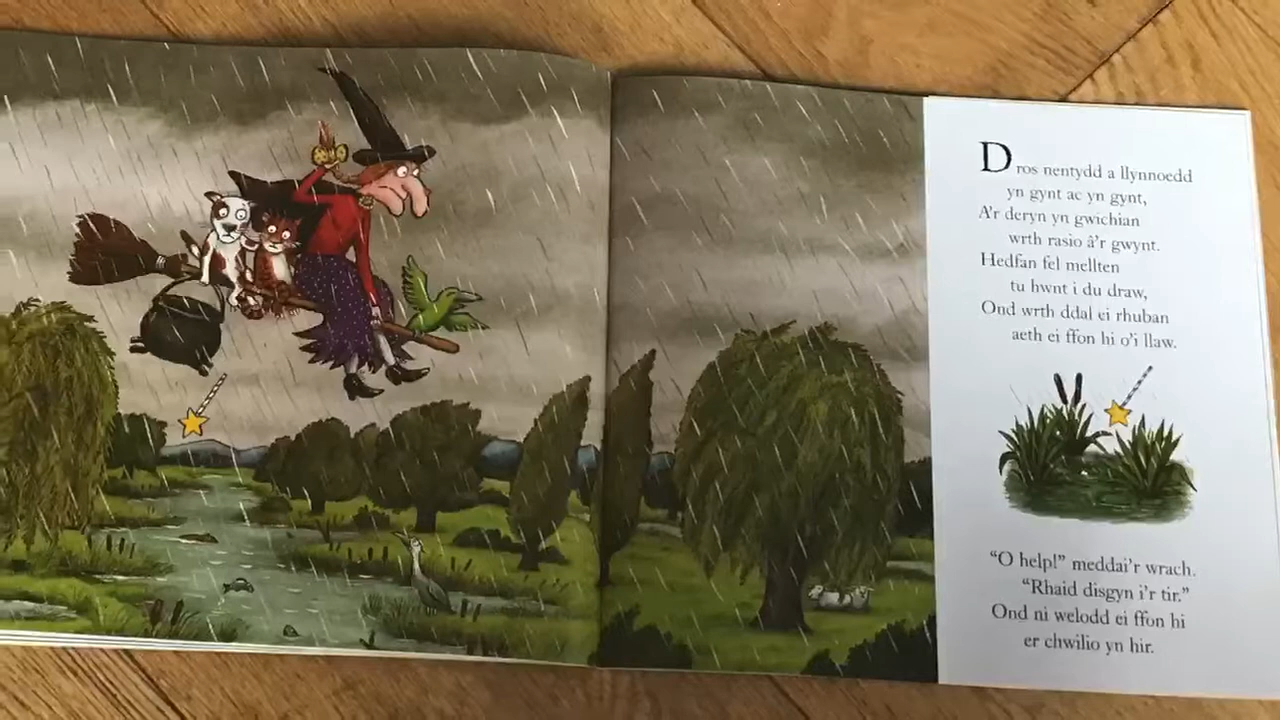 Dros nentydd a llynnoedd
yn gynt ac yn gynt,
A'r deryn yn gwichian
wrth rasio â'r gwynt.
Hedfan fel mellten
tu hwnt i du draw,
Ond wrth ddal ei rhuban
aeth ei ffon hi o'i llaw.
“O help!” meddai'r wrach.
“Rhaid disgyn i'r tir.”
Ond ni welodd ei ffon hi
er chwilio yn hir.